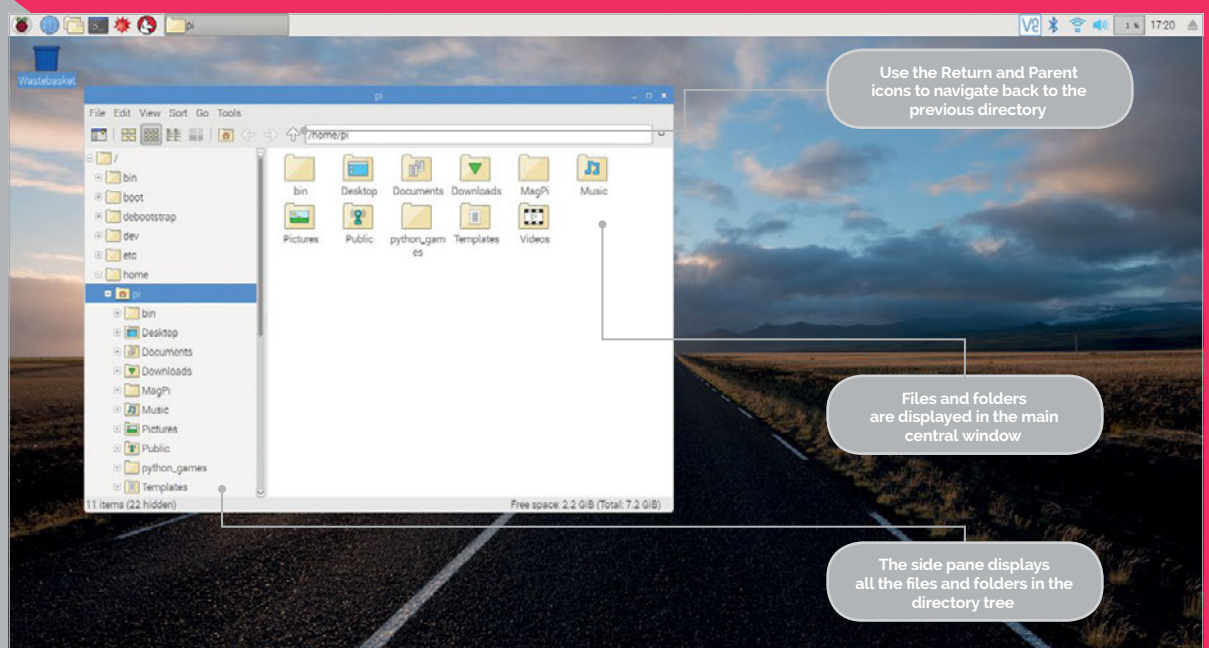 pi
V2
1 %
17:20
Wastebasket
pi
File Edit View Sort Go Tools
/home/pi
/
bin
boot
debootstrap
dev
etc
home
pi
bin
Desktop
Documents
Downloads
MagPi
Music
Pictures
Public
python_games
Templates
bin Desktop Documents Downloads MagPi Music
Pictures Public python_gam Templates Videos
es
11 items (22 hidden)
Free space: 2.2 GiB (Total: 7.2 GiB)
Use the Return and Parent
icons to navigate back to the
previous directory
Files and folders
are displayed in the main
central window
The side pane displays
all the files and folders in the
directory tree